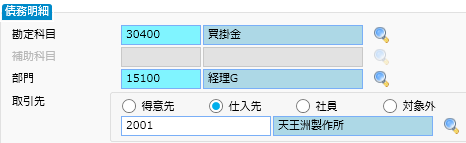 債務明細
勘定科目 30400 買掛金
補助科目
部門 15100 経理G
取引先
得意先 仕入先 社員 対象外
2001 天王洲製作所